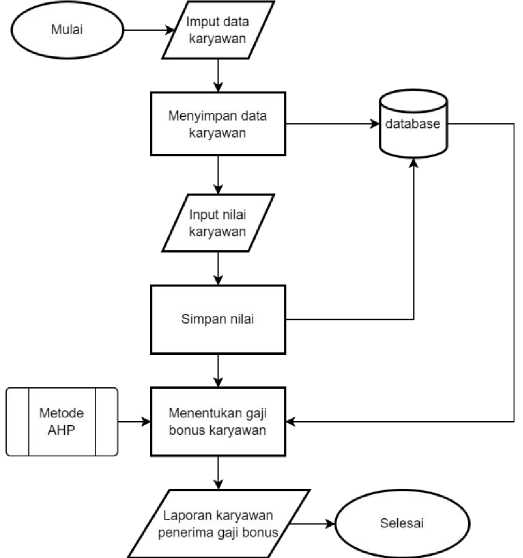 Mulai
Imput data
karyawan
Menyimpan data
karyawan
database
Input nilai
karyawan
Simpan nilai
Metode
AHP
Menentukan gaji
bonus karyawan
Laporan karyawan
penerima gaji bonus
Selesai